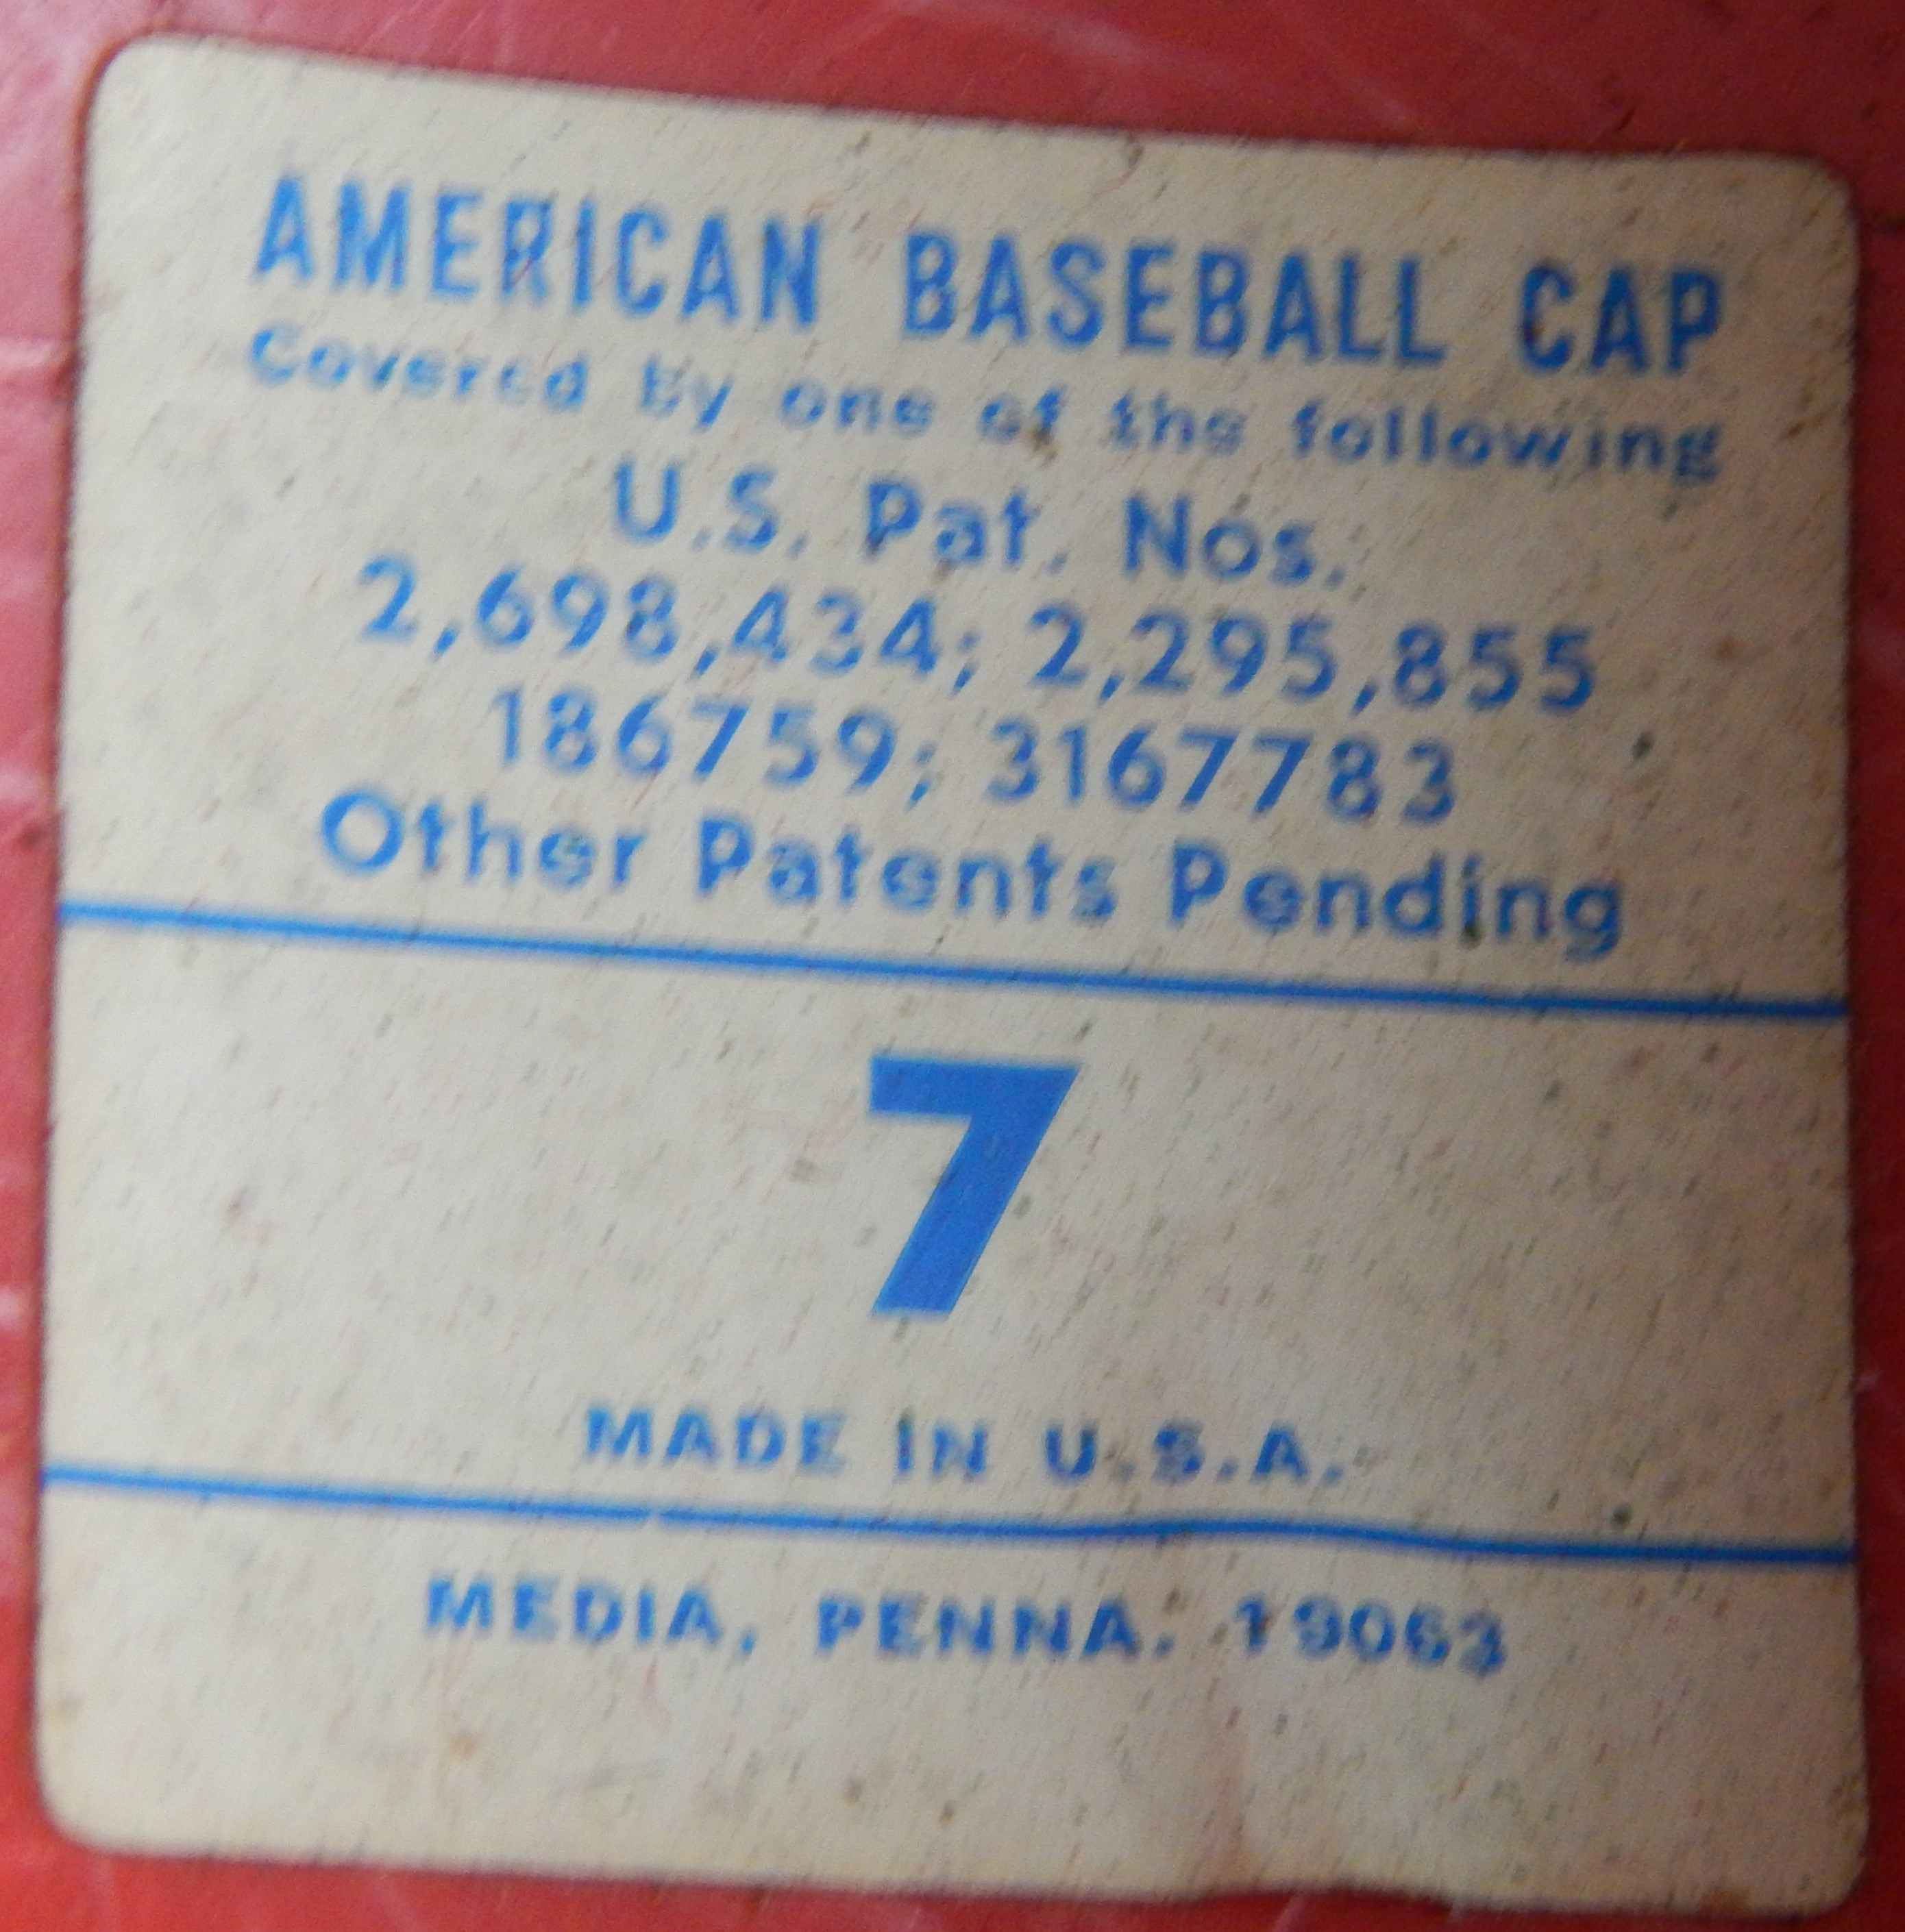 AMERICAN BASEBALL CAP
Covered by one of the following
U.S. Pat. Nos.
2,698,434; 2,295,855
186759; 3167783
Other Patents Pending
7
MADE IN U.S.A.
MEDIA, PENNA. 19063